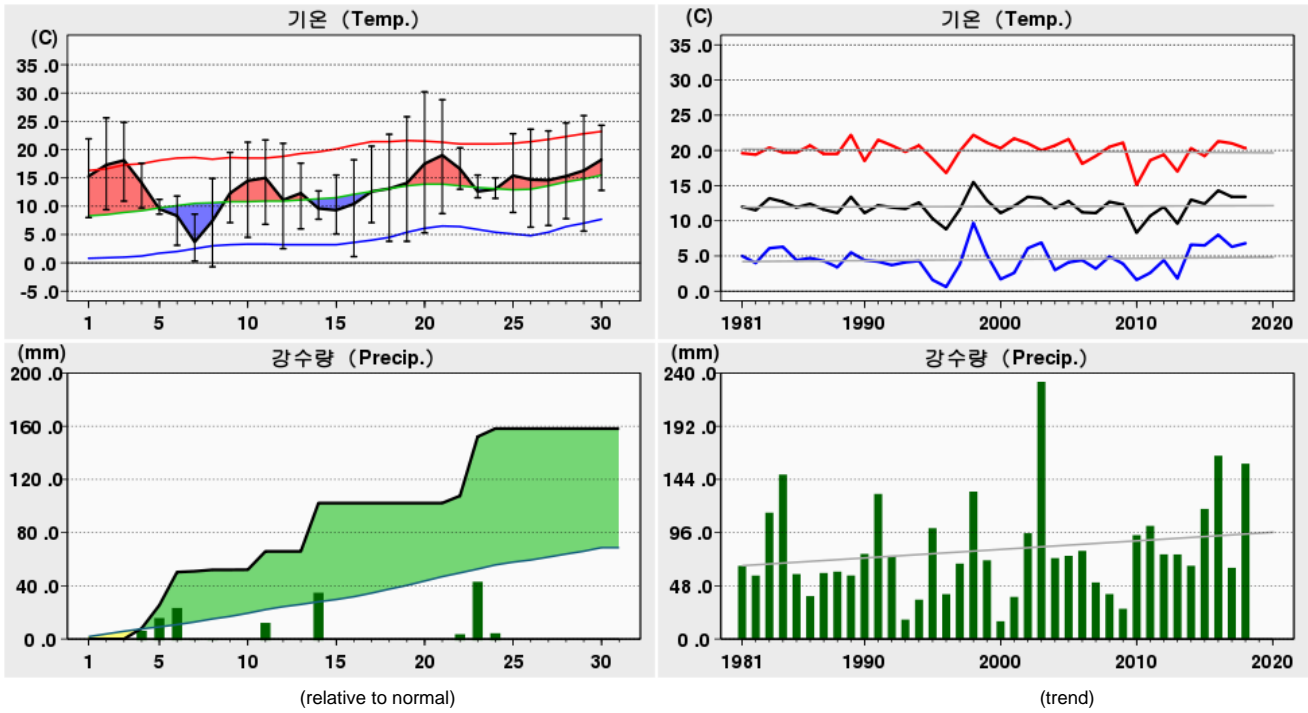 기온 (Temp.)
(C)
35 .0
30 .0
25 .0
20 .0
15 .0
10 .0
5 .0
0 .0
-5 .0
1 5 10 15 20 25 30
기온 (Temp.)
(C)
35 .0
30 .0
25 .0
20 .0
15 .0
10 .0
5 .0
0 .0
1981 1990 2000 2010 2020
강수량 (Precip.)
(mm)
200 .0
160 .0
120 .0
80 .0
40 .0
0 .0
1 5 10 15 20 25 30
(relative to normal)
강수량 (Precip.)
(mm)
240 .0
192 .0
144 .0
96 .0
48 .0
0 .0
1981 1990 2000 2010 2020
(trend)